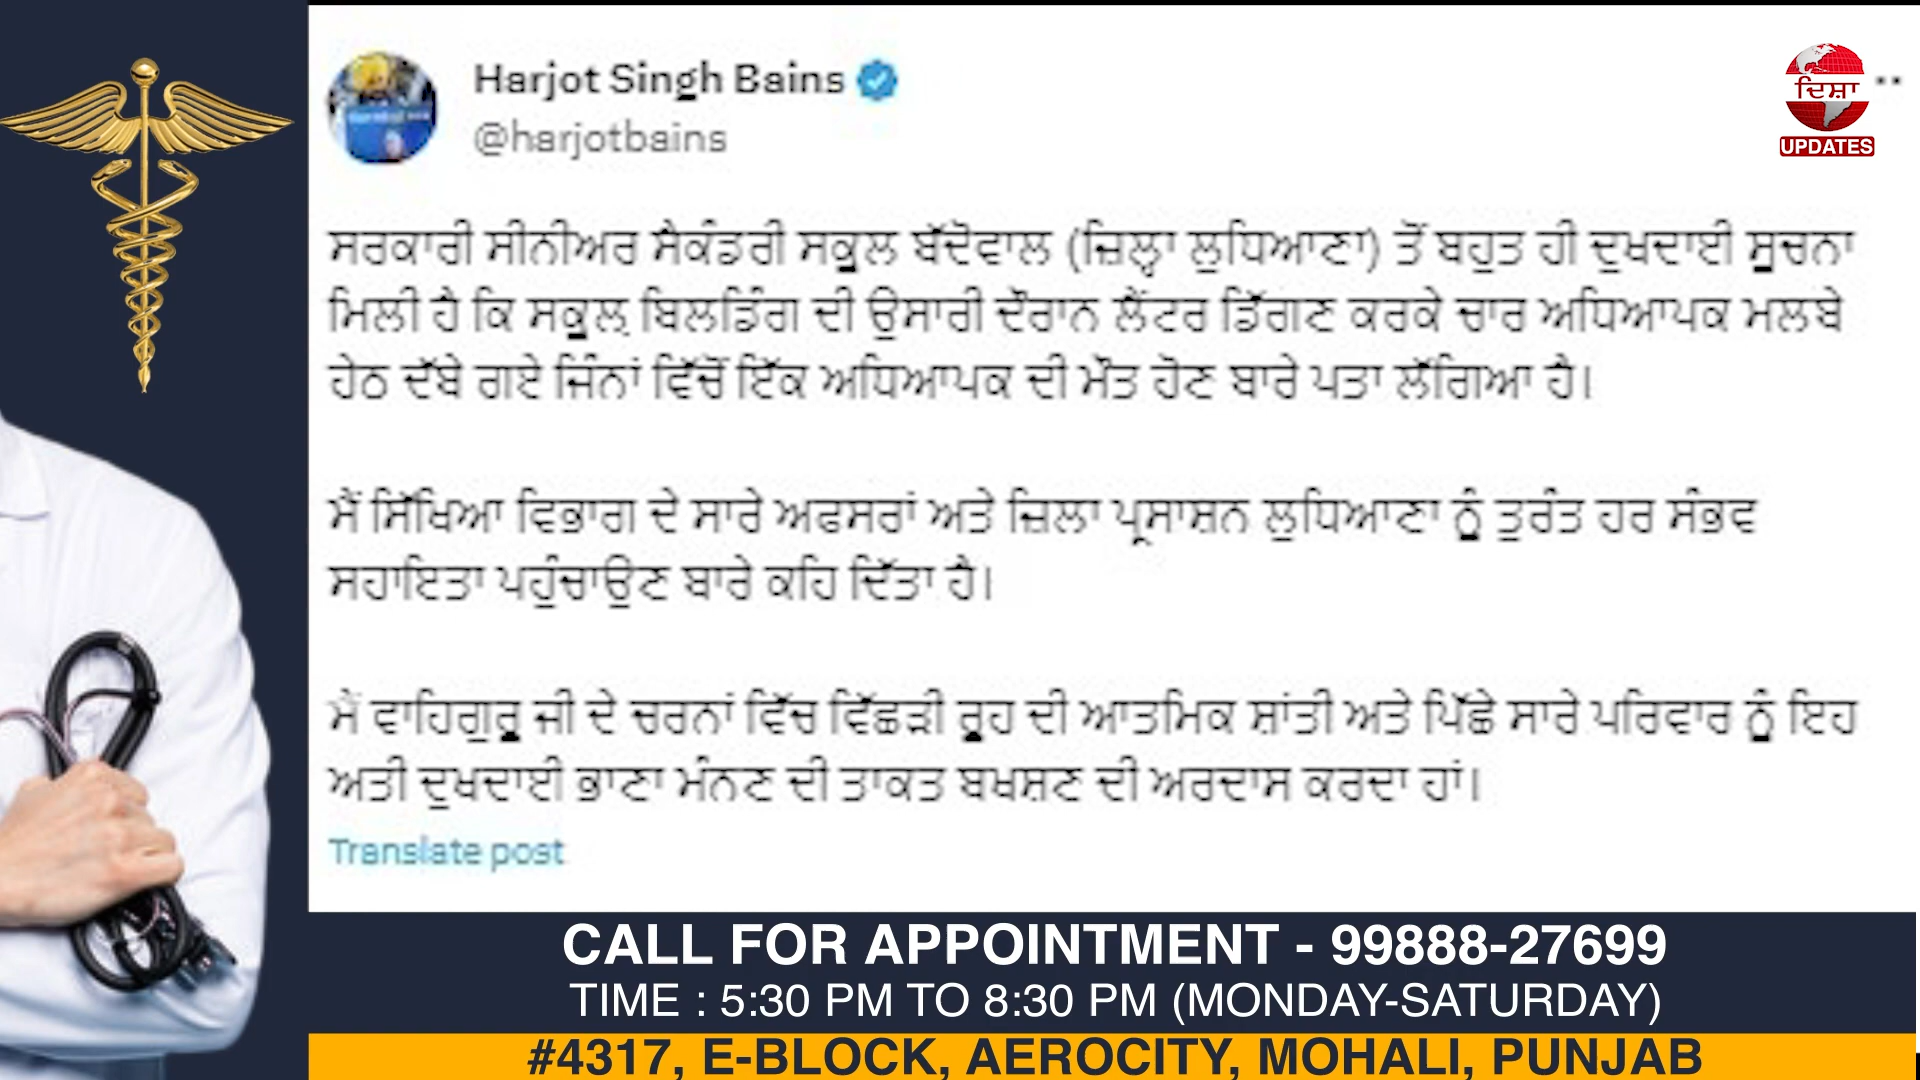 Harjot Singh Bains
@harjotbains
ਦਿਸ਼ਾ
UPDATES
ਸਰਕਾਰੀ ਸੀਨੀਅਰ ਸੈਕੰਡਰੀ ਸਕੂਲ ਬੱਦੋਵਾਲ (ਜ਼ਿਲ੍ਹਾ ਲੁਧਿਆਣਾ) ਤੋਂ ਬਹੁਤ ਹੀ ਦੁਖਦਾਈ ਸੂਚਨਾ
ਮਿਲੀ ਹੈ ਕਿ ਸਕੂਲ ਬਿਲਡਿੰਗ ਦੀ ਉਸਾਰੀ ਦੌਰਾਨ ਲੈਂਟਰ ਡਿੱਗਣ ਕਰਕੇ ਚਾਰ ਅਧਿਆਪਕ ਮਲਬੇ
ਹੇਠ ਦੱਬੇ ਗਏ ਜਿੰਨਾਂ ਵਿੱਚੋਂ ਇੱਕ ਅਧਿਆਪਕ ਦੀ ਮੌਤ ਹੋਣ ਬਾਰੇ ਪਤਾ ਲੱਗਿਆ ਹੈ।
ਮੈਂ ਸਿੱਖਿਆ ਵਿਭਾਗ ਦੇ ਸਾਰੇ ਅਫਸਰਾਂ ਅਤੇ ਜ਼ਿਲਾ ਪ੍ਰਸਾਸ਼ਨ ਲੁਧਿਆਣਾ ਨੂੰ ਤੁਰੰਤ ਹਰ ਸੰਭਵ
ਸਹਾਇਤਾ ਪਹੁੰਚਾਉਣ ਬਾਰੇ ਕਹਿ ਦਿੱਤਾ ਹੈ।
ਮੈਂ ਵਾਹਿਗੁਰੂ ਜੀ ਦੇ ਚਰਨਾਂ ਵਿੱਚ ਵਿੱਛੜੀ ਰੂਹ ਦੀ ਆਤਮਿਕ ਸ਼ਾਂਤੀ ਅਤੇ ਪਿੱਛੇ ਸਾਰੇ ਪਰਿਵਾਰ ਨੂੰ ਇਹ
ਅਤੀ ਦੁਖਦਾਈ ਭਾਣਾ ਮੰਨਣ ਦੀ ਤਾਕਤ ਬਖਸ਼ਣ ਦੀ ਅਰਦਾਸ ਕਰਦਾ ਹਾਂ।
Translate post
CALL FOR APPOINTMENT - 99888-27699
TIME : 5:30 PM TO 8:30 PM (MONDAY-SATURDAY)
#4317, E-BLOCK, AEROCITY, MOHALI, PUNJAB